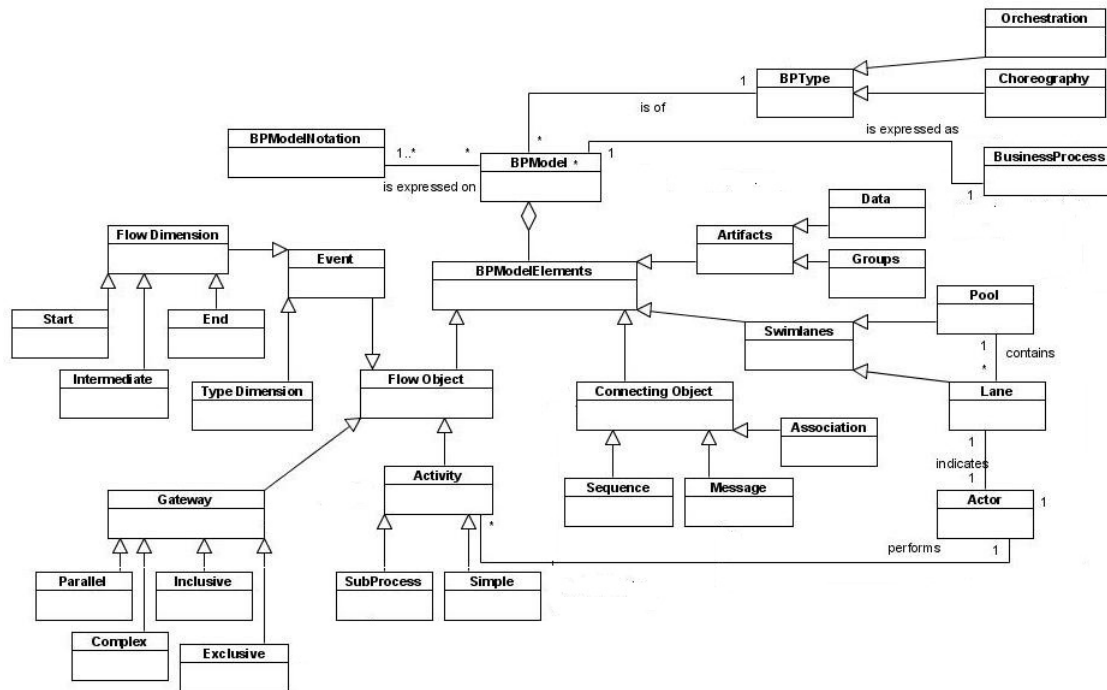 Orchestration
BPType
Choreography
1
is of
is expressed as
BPModelNotation
1..*
*
*
BPModel
*
1
BusinessProcess
is expressed on
1
Data
Flow Dimension
Artifacts
Event
BPModelElements
Groups
Pool
Start
End
Swimlanes
1
contains
Intermediate
Type Dimension
Flow Object
Connecting Object
*
Lane
Association
1
indicates
Activity
Sequence
Message
1
Gateway
Actor
1
*
performs
1
Parallel
Inclusive
SubProcess
Simple
Complex
Exclusive